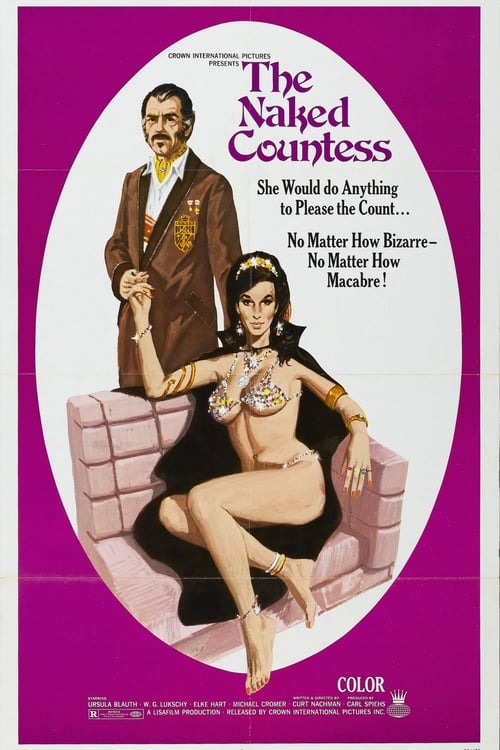 CROWN INTERNATIONAL PICTURES
PRESENTS
The
Naked
Countess
She Would do Anything
to Please the Count...
No Matter How Bizarre–
No Matter How
Macabre!
COLOR
STARRING
URSULA BLAUTH · W. G. LUKSCHY · ELKE HART · MICHAEL CROMER
WRITTEN & DIRECTED BY
CURT NACHMAN
PRODUCED BY
CARL SPIEHS
R
A LISAFILM PRODUCTION · RELEASED BY CROWN INTERNATIONAL PICTURES INC.